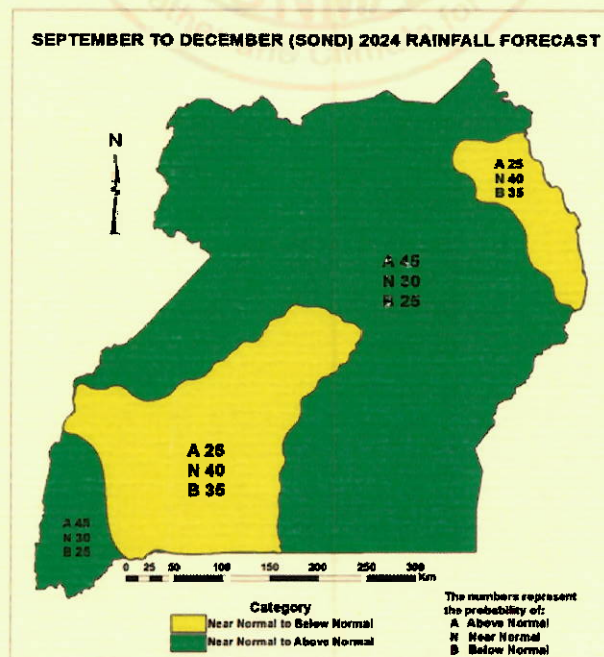 SEPTEMBER TO DECEMBER (SOND) 2024 RAINFALL FORECAST
N
A 25
N 40
B 35
A 45
N 30
B 25
A 25
N 40
B 35
A 45
N 30
B 25
0 25 50 100 150 200 250 300
Km
Category
Near Normal to Below Normal
Near Normal to Above Normal
The numbers represent
the probability of:
A Above Normal
N Near Normal
B Below Normal